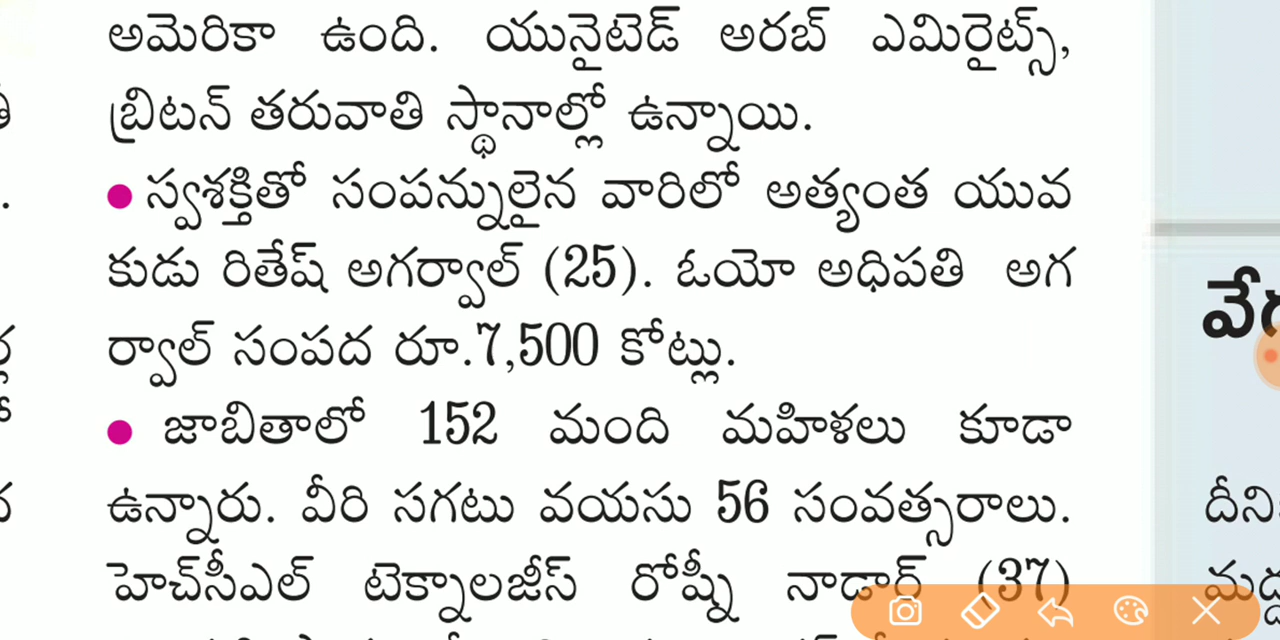 అమెరికా ఉంది. యునైటెడ్ అరబ్ ఎమిరైట్స్,
బ్రిటన్ తరువాతి స్థానాల్లో ఉన్నాయి.
● స్వశక్తితో సంపన్నులైన వారిలో అత్యంత యువ
కుడు రితేష్ అగర్వాల్ (25). ఓయో అధిపతి అగ
ర్వాల్ సంపద రూ.7,500 కోట్లు.
● జాబితాలో 152 మంది మహిళలు కూడా
ఉన్నారు. వీరి సగటు వయసు 56 సంవత్సరాలు.
హెచ్‌సీఎల్ టెక్నాలజీస్ రోష్నీ నాడార్ (37)